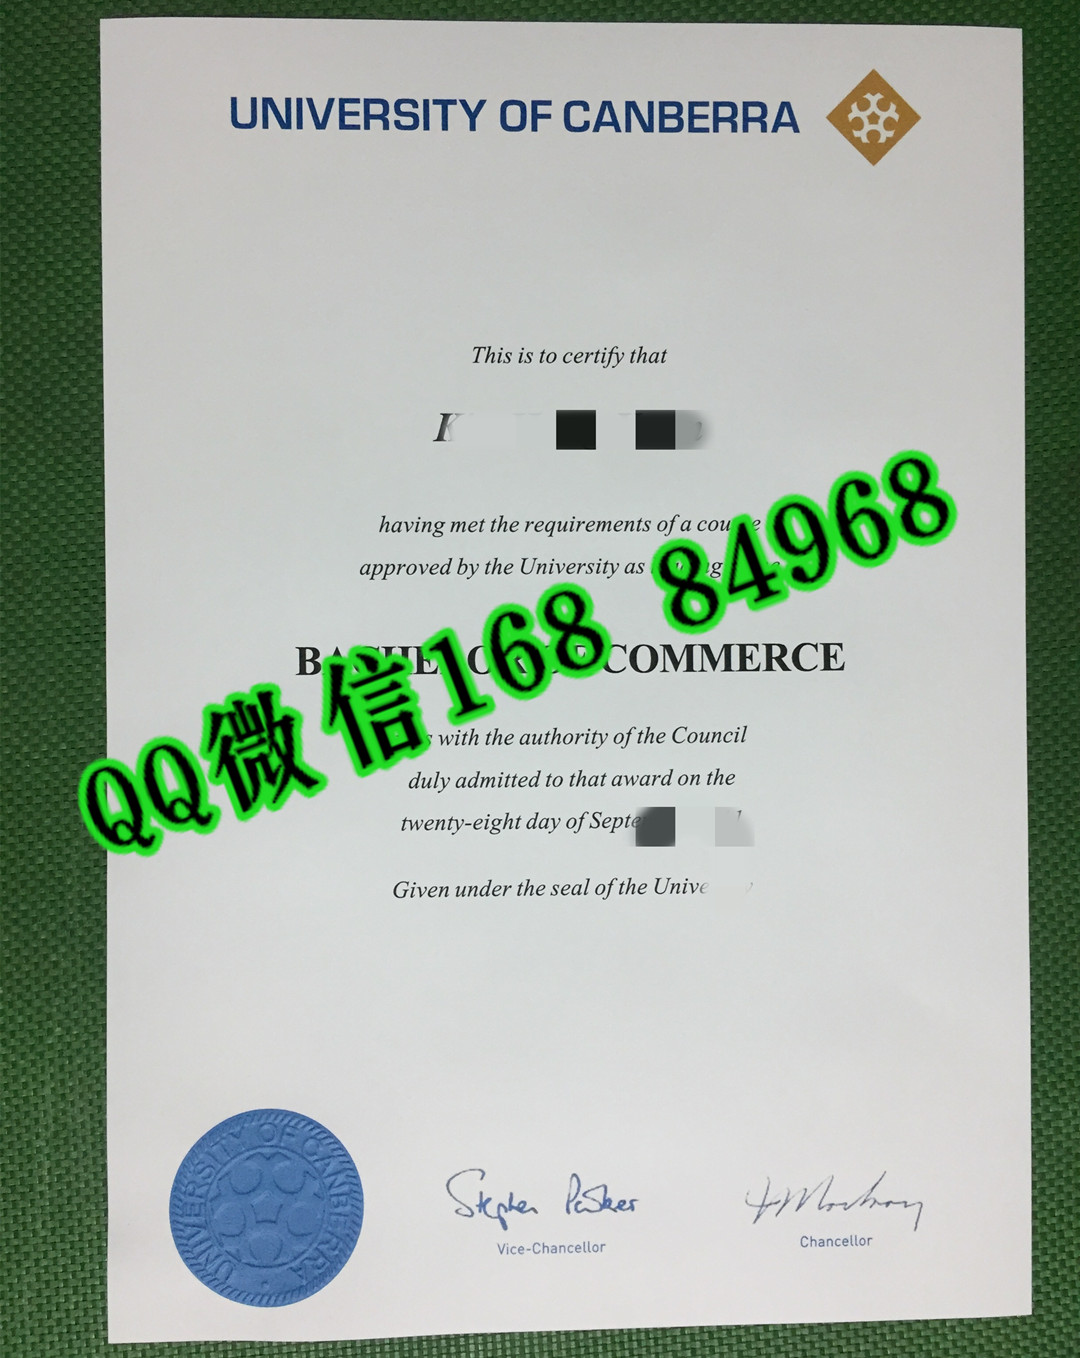 UNIVERSITY OF CANBERRA
This is to certify that
K
having met the requirements of a
approved by the University as
COMMERCE
QQ微信168 84968
with the authority of the Council
duly admitted to that award on the
twenty-eight day of
Given under the seal of the
UNIVERSITY OF CANBERRA
Stephen Parker
Vice-Chancellor
Chancellor